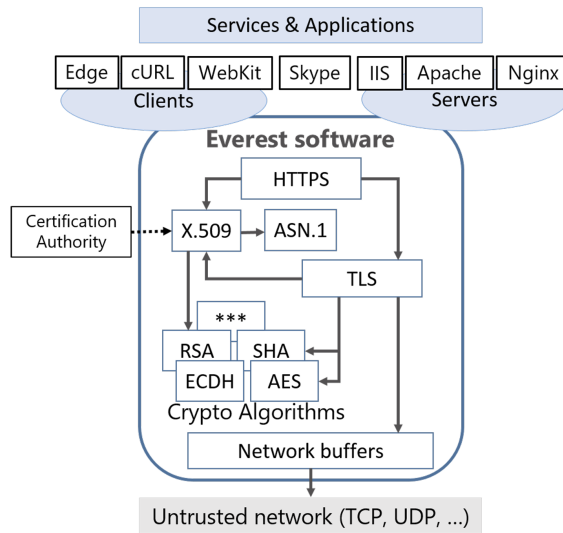 Services & Applications
Edge cURL WebKit Skype IIS Apache Nginx
Clients Servers
Everest software
HTTPS
Certification
Authority
X.509 ASN.1
TLS
***
RSA SHA
ECDH AES
Crypto Algorithms
Network buffers
Untrusted network (TCP, UDP, ...)